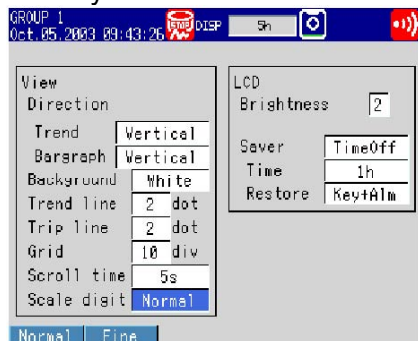 GROUP 1
Oct.05.2003 09:43:26 STOP DISP 5h
View
Direction
Trend Vertical
Bargraph Vertical
Background White
Trend line 2 dot
Trip line 2 dot
Grid 10 div
Scroll time 5s
Scale digit Normal
LCD
Brightness 2
Saver TimeOff
Time 1h
Restore Key+Alm
Normal Fine